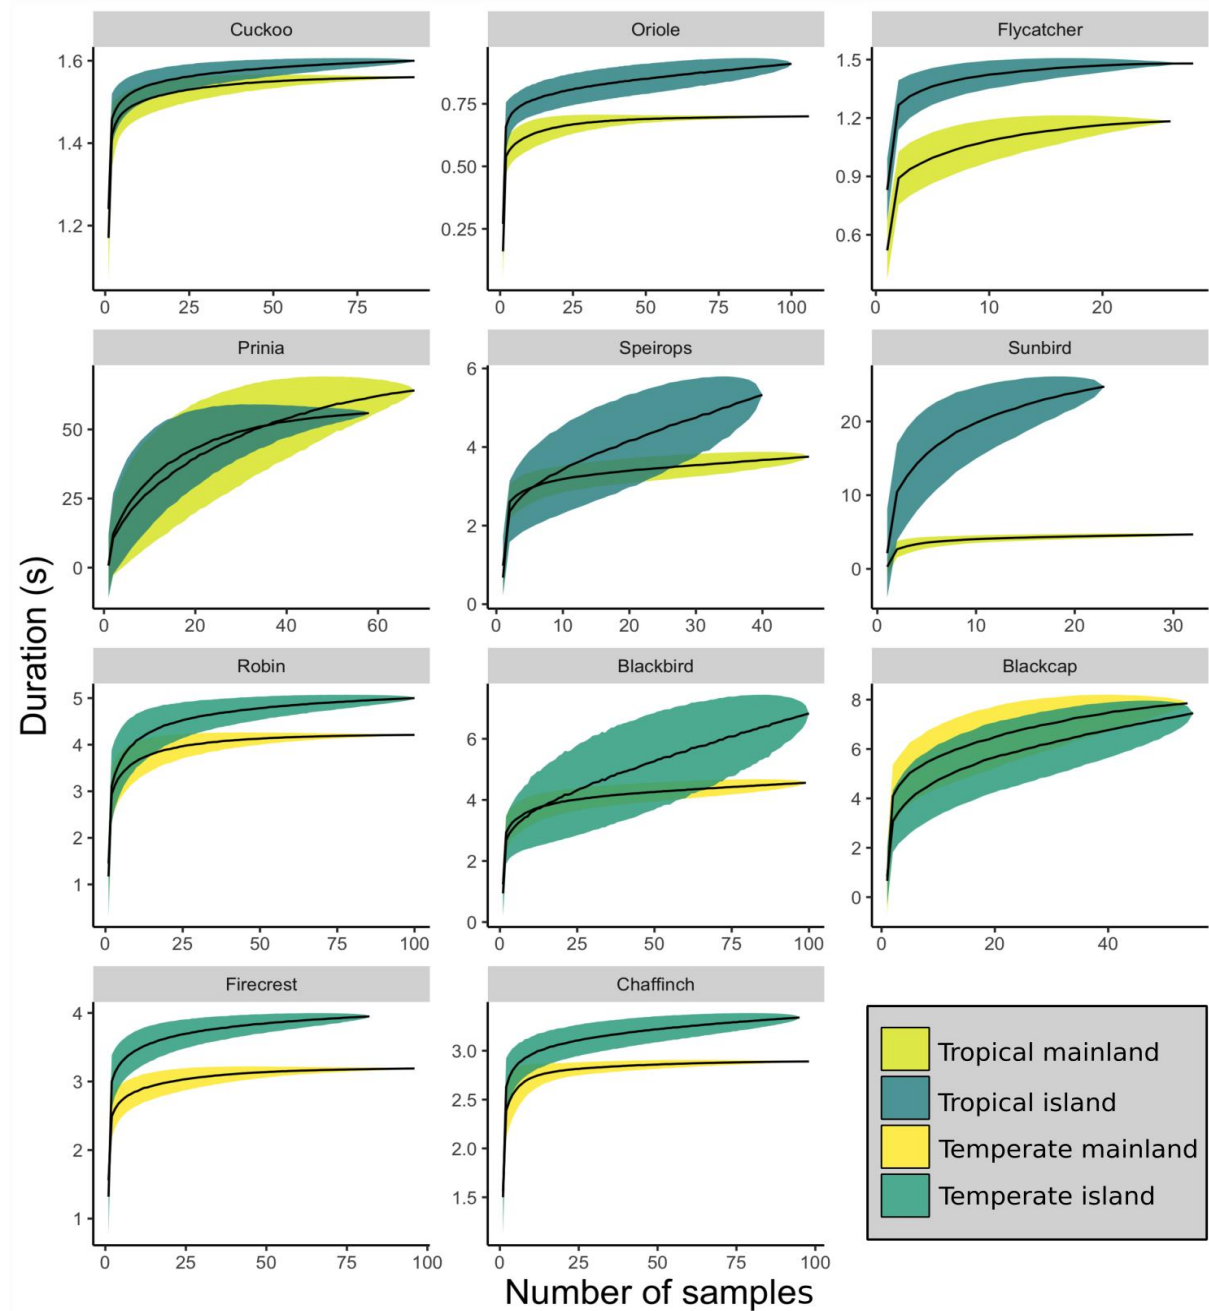 Cuckoo
Oriole
Flycatcher
1.6
1.4
1.2
0 25 50 75
0.75
0.50
0.25
0 25 50 75 100
1.5
1.2
0.9
0.6
0 10 20
Prinia
Speirops
Sunbird
50
25
0
0 20 40 60
6
4
2
0
0 10 20 30 40
20
10
0
0 10 20 30
Duration (s)
Robin
Blackbird
Blackcap
5
4
3
2
1
0 25 50 75 100
6
4
2
0
0 25 50 75 100
8
6
4
2
0
0 20 40
Firecrest
Chaffinch
4
3
2
1
0 25 50 75 100
3.0
2.5
2.0
1.5
0 25 50 75 100
Tropical mainland
Tropical island
Temperate mainland
Temperate island
Number of samples